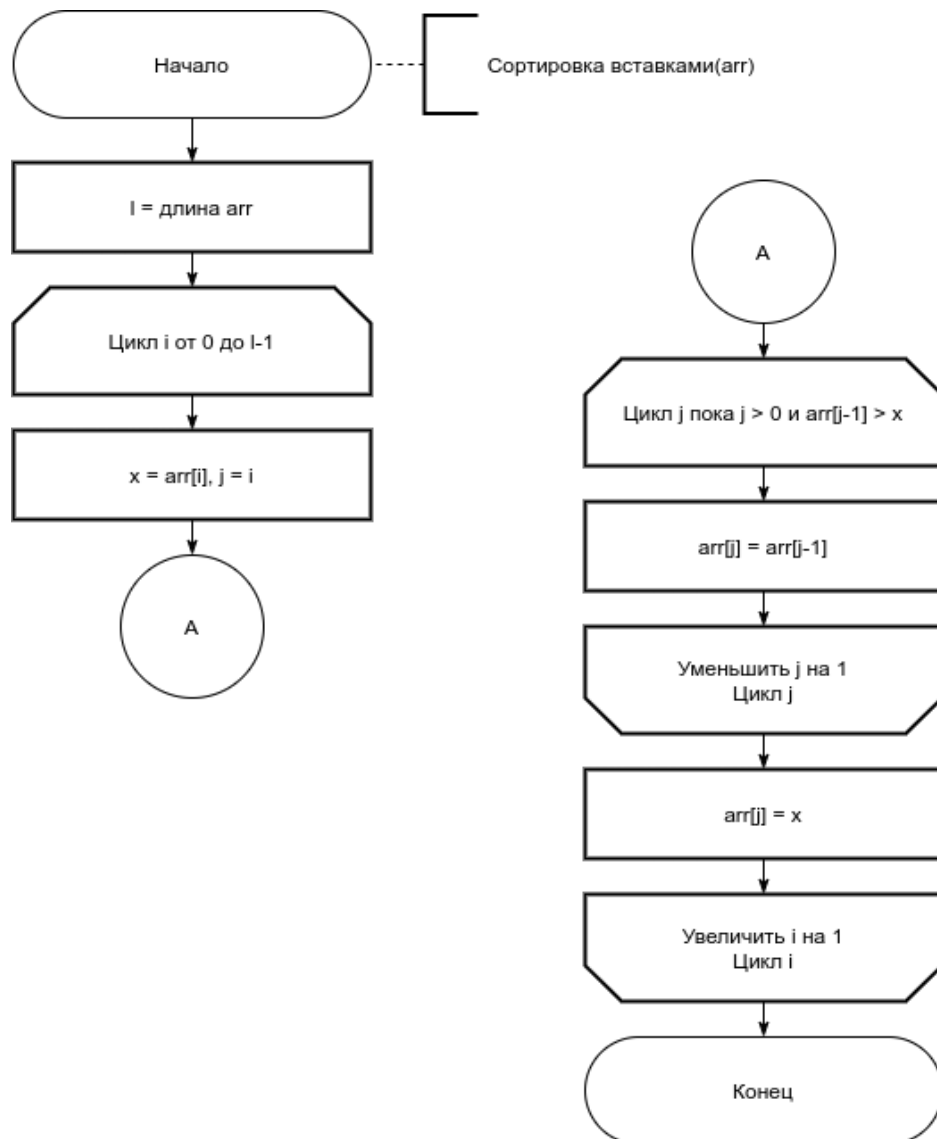 Начало
Сортировка вставками(arr)
l = длина arr
Цикл i от 0 до l-1
x = arr[i], j = i
А
А
Цикл j пока j > 0 и arr[j-1] > x
arr[j] = arr[j-1]
Уменьшить j на 1
Цикл j
arr[j] = x
Увеличить i на 1
Цикл i
Конец